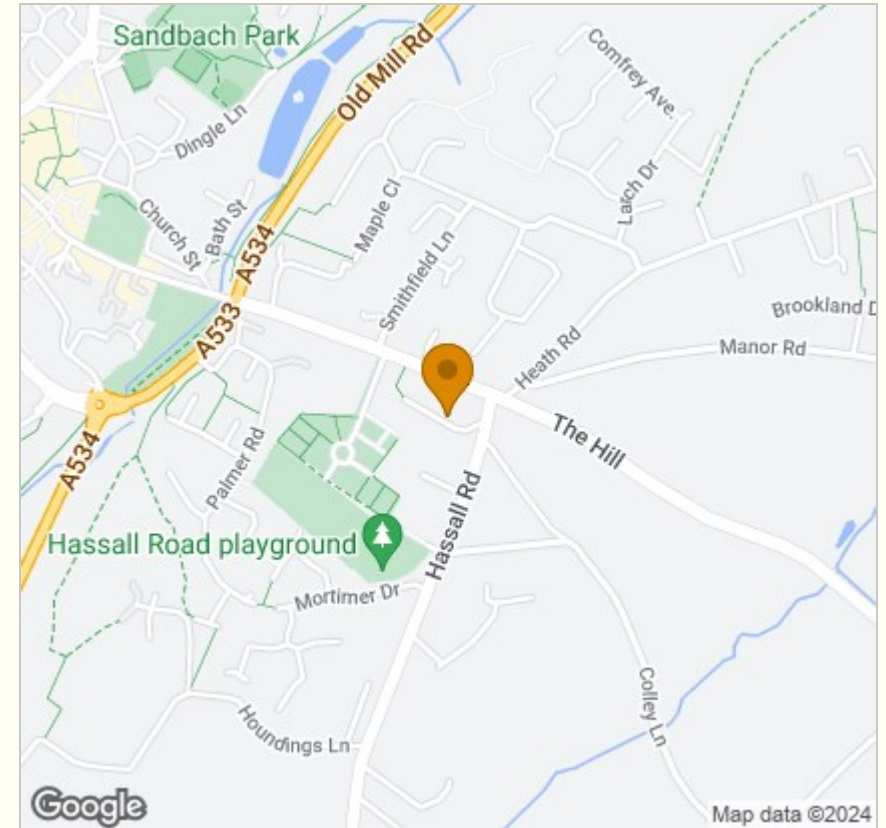 Sandbach Park
Old Mill Rd
Comfrey Ave.
Dingle Ln
Latch Dr
Church St
Bath St
Maple Cl
A534
Smithfield Ln
Brookland D
A533
Heath Rd
Manor Rd
The Hill
A534
Palmer Rd
Hassall Rd
Hassall Road playground
Mortimer Dr
Colley Ln
Houndings Ln
Google
Map data ©2024